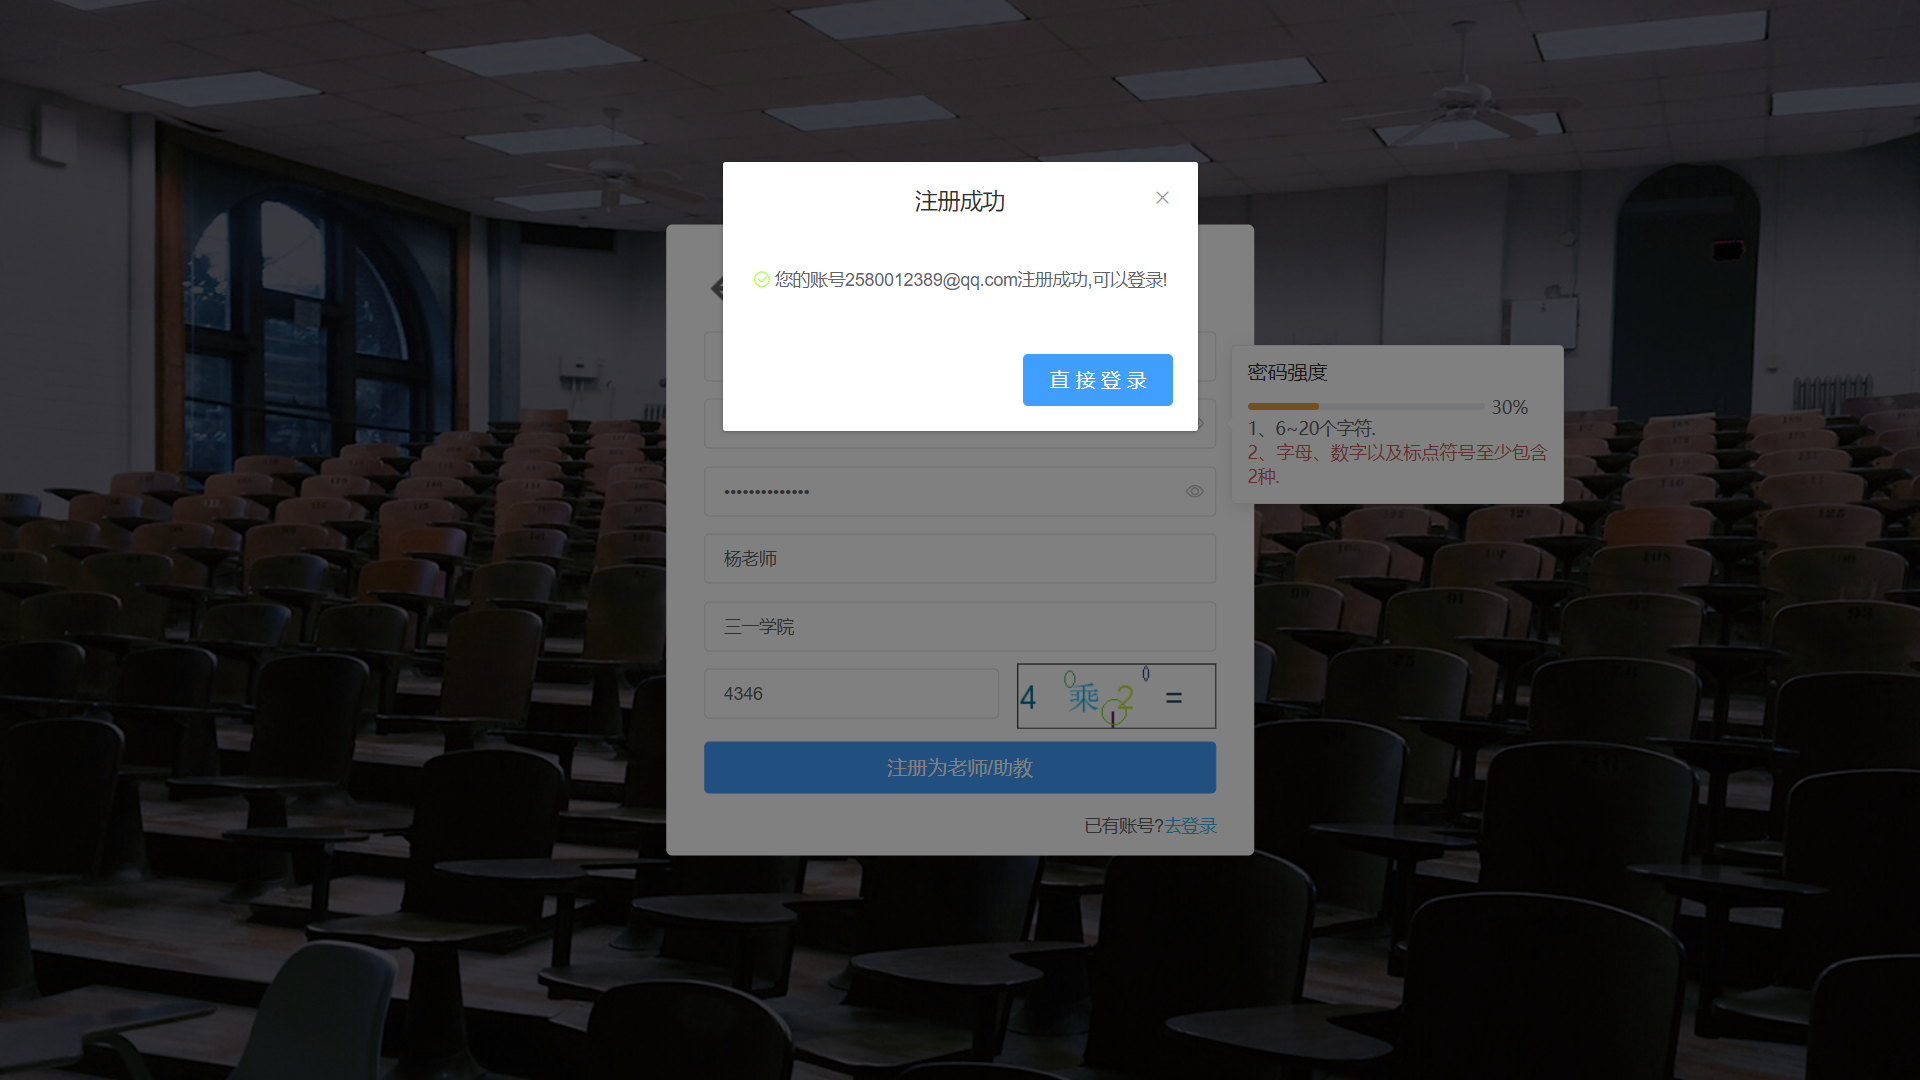 注册成功
您的账号2580012389@qq.com注册成功,可以登录!
直接登录
密码强度
30%
1、6~20个字符.
2、字母、数字以及标点符号至少包含
2种.
••••••••••••••
杨老师
三一学院
4346
4 乘 2 =
注册为老师/助教
已有账号?去登录